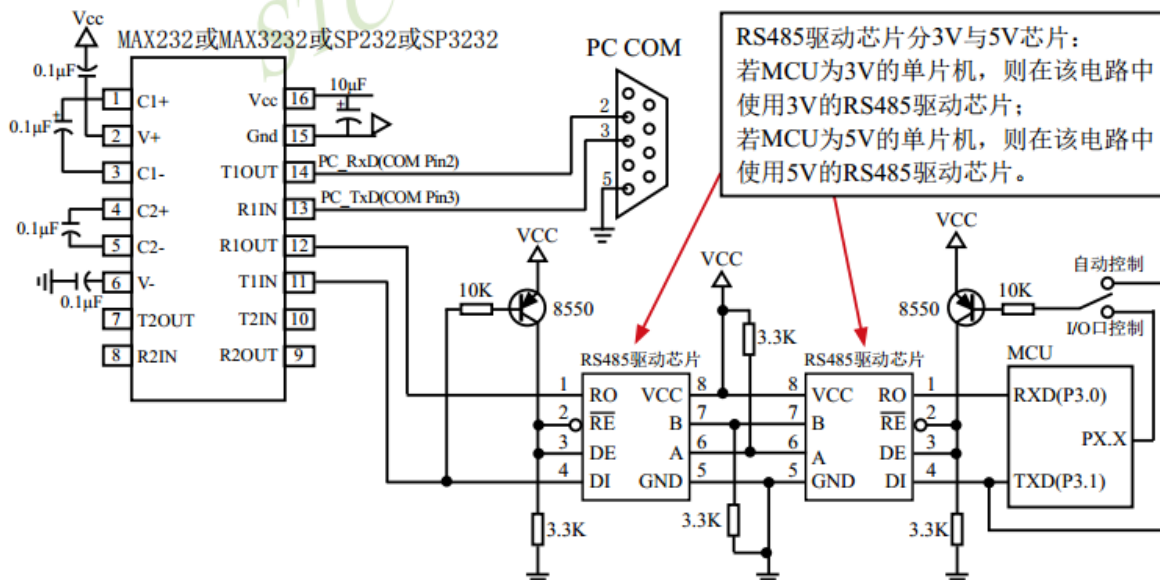 STC
Vcc
MAX232或MAX3232或SP232或SP3232
0.1μF
0.1μF
0.1μF
0.1μF
10μF
1 C1+
2 V+
3 C1-
4 C2+
5 C2-
6 V-
7 T2OUT
8 R2IN
Vcc 16
Gnd 15
T1OUT 14
R1IN 13
R1OUT 12
T1IN 11
T2IN 10
R2OUT 9
PC_RxD(COM Pin2)
PC_TxD(COM Pin3)
PC COM
2
3
5
RS485驱动芯片分3V与5V芯片：
若MCU为3V的单片机，则在该电路中
使用3V的RS485驱动芯片；
若MCU为5V的单片机，则在该电路中
使用5V的RS485驱动芯片。
VCC
10K
8550
VCC
3.3K
VCC
8550
10K
自动控制
I/O口控制
RS485驱动芯片
1 RO VCC 8
2 RE B 7
3 DE A 6
4 DI GND 5
3.3K
3.3K
RS485驱动芯片
8 VCC RO 1
7 B RE 2
6 A DE 3
5 GND DI 4
3.3K
MCU
RXD(P3.0)
PX.X
TXD(P3.1)